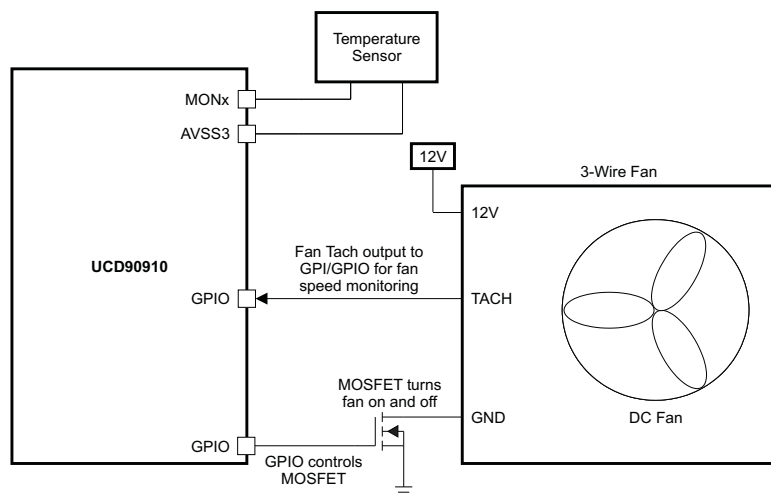 Temperature
Sensor
MONx
AVSS3
12V
3-Wire Fan
12V
UCD90910
Fan Tach output to
GPI/GPIO for fan
speed monitoring
GPIO
TACH
MOSFET turns
fan on and off
GND
DC Fan
GPIO
GPIO controls
MOSFET